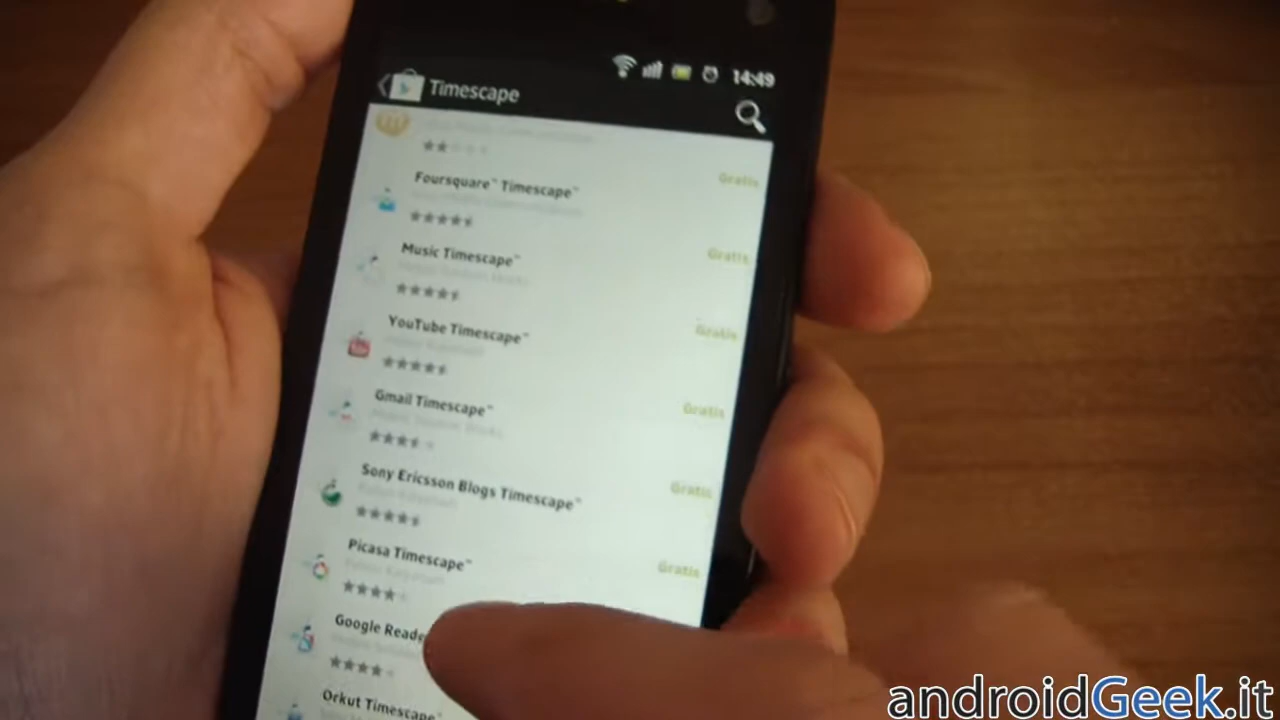 14:49
Timescape
Foursquare™ Timescape™
Gratis
Music Timescape™
Gratis
YouTube Timescape™
Gratis
Gmail Timescape™
Gratis
Sony Ericsson Blogs Timescape™
Gratis
Picasa Timescape™
Gratis
Google Reade
Orkut Timescape™
androidGeek.it